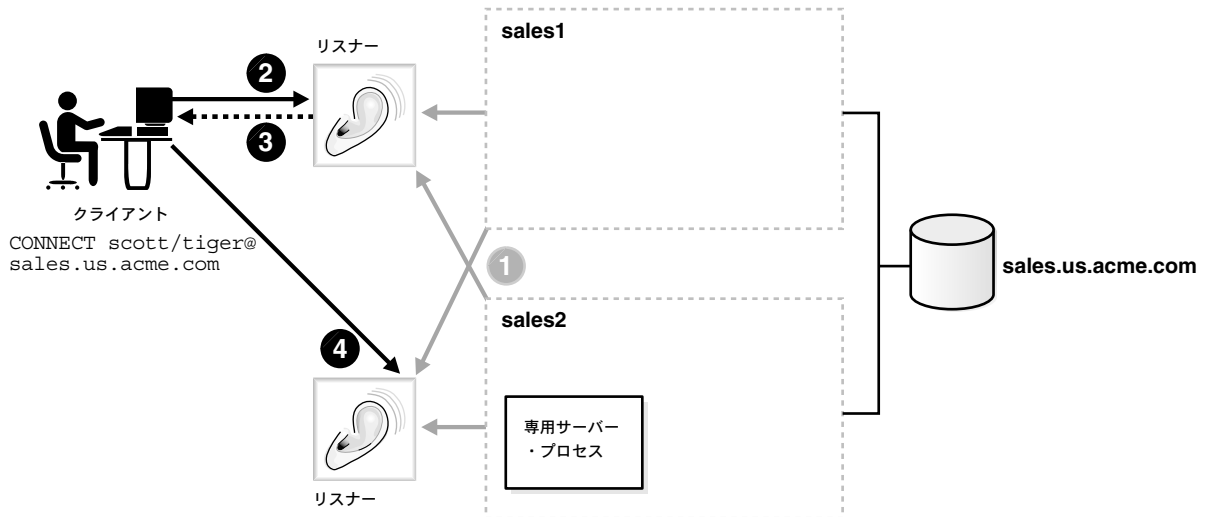 リスナー
sales1
2
3
クライアント
CONNECT scott/tiger@
sales.us.acme.com
1
sales.us.acme.com
sales2
4
専用サーバー
・プロセス
リスナー